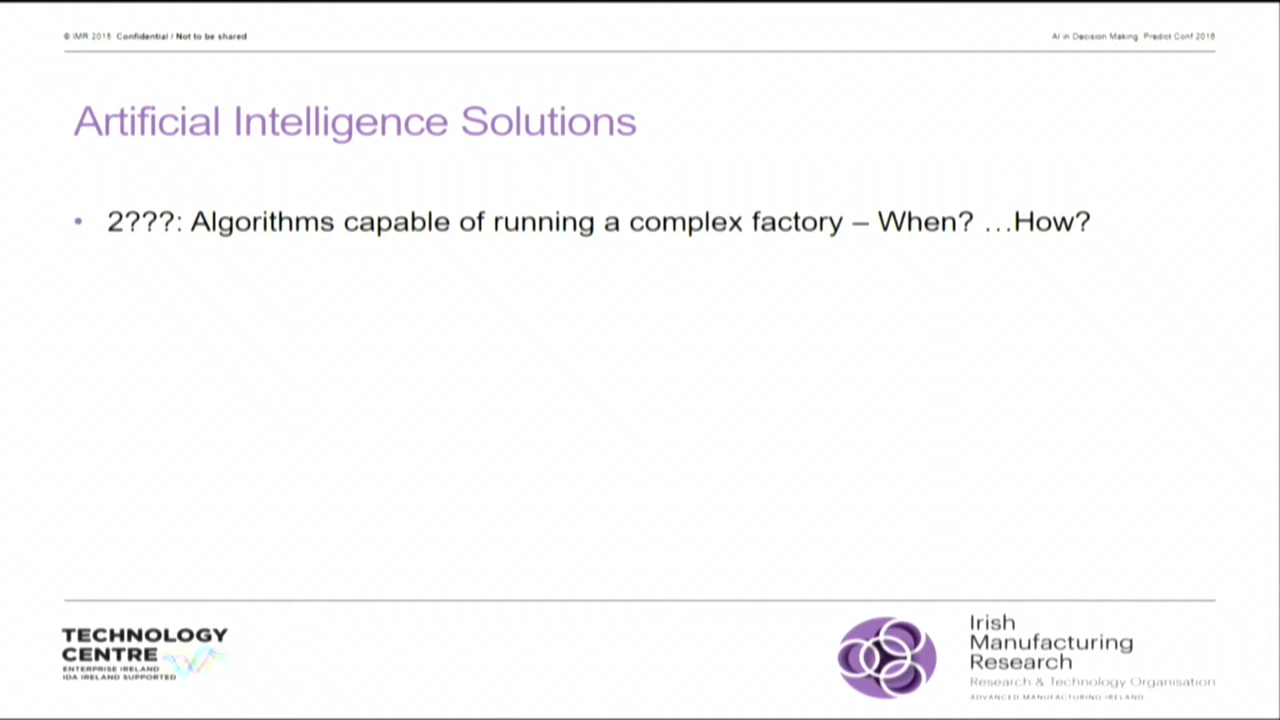 © IMR 2016 Confidential / Not to be shared
AI in Decision Making Predict Conf 2016
Artificial Intelligence Solutions
• 2???: Algorithms capable of running a complex factory – When? …How?
TECHNOLOGY
CENTRE
ENTERPRISE IRELAND
IDA IRELAND SUPPORTED
Irish
Manufacturing
Research
Research & Technology Organisation
ADVANCED MANUFACTURING IRELAND